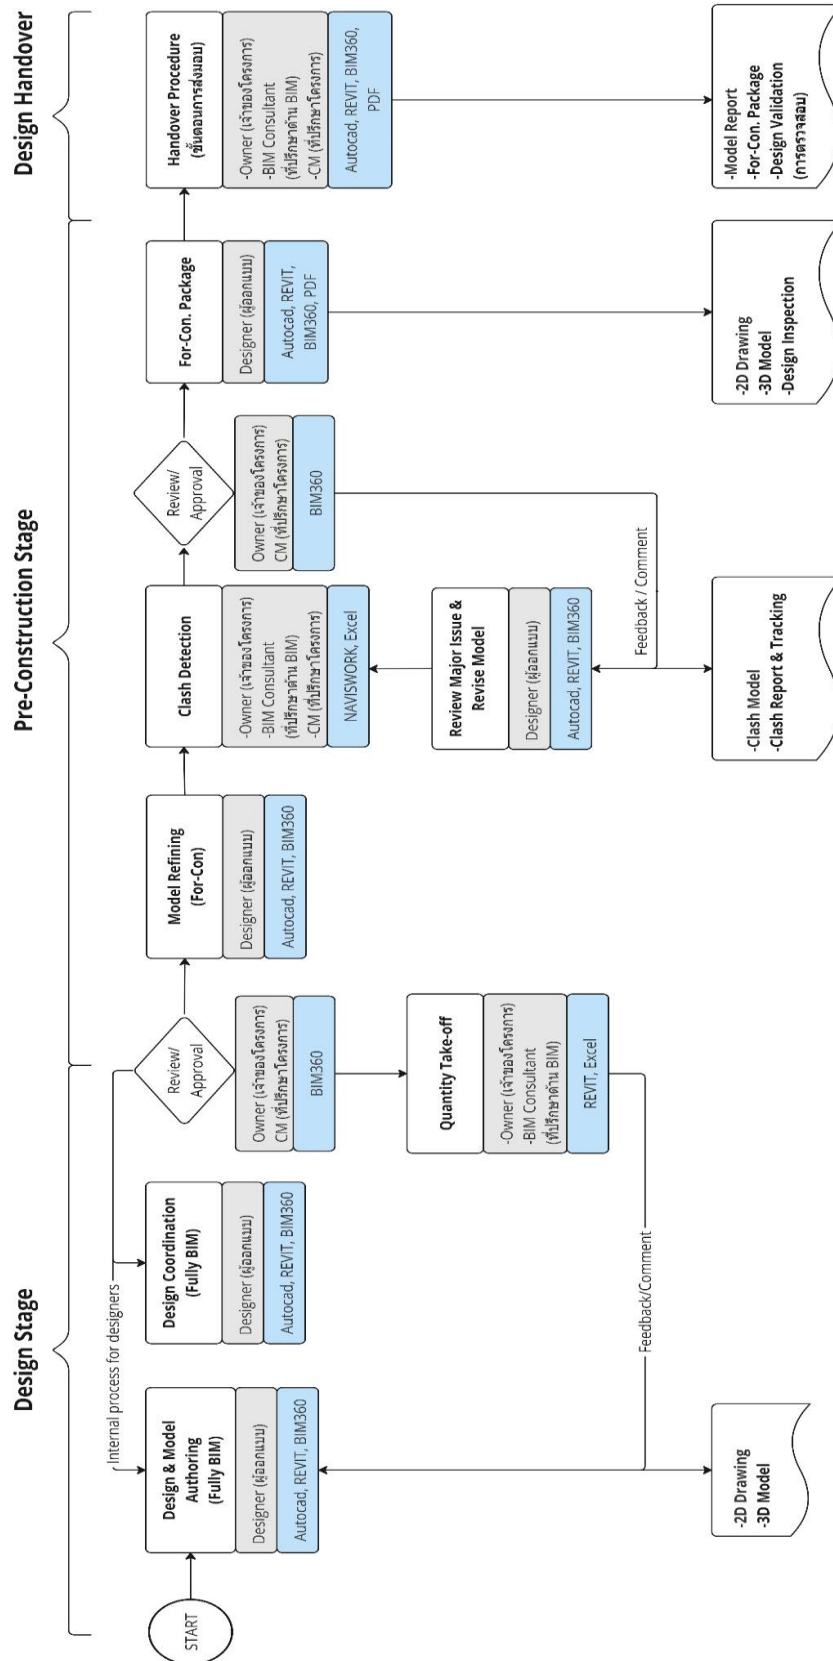 Design Stage
Pre-Construction Stage
Design Handover
Internal process for designers
START
Design & Model
Authoring
(Fully BIM)
Designer (ผู้ออกแบบ)
Autocad, REVIT, BIM360
Design Coordination
(Fully BIM)
Designer (ผู้ออกแบบ)
Autocad, REVIT, BIM360
Review/
Approval
Owner (เจ้าของโครงการ)
CM (ที่ปรึกษาโครงการ)
BIM360
Quantity Take-off
-Owner (เจ้าของโครงการ)
-BIM Consultant
(ที่ปรึกษาด้าน BIM)
REVIT, Excel
Feedback/Comment
-2D Drawing
-3D Model
Model Refining
(For-Con)
Designer (ผู้ออกแบบ)
Autocad, REVIT, BIM360
Clash Detection
-Owner (เจ้าของโครงการ)
-BIM Consultant
(ที่ปรึกษาด้าน BIM)
-CM (ที่ปรึกษาโครงการ)
NAVISWORK, Excel
Review Major Issue &
Revise Model
Designer (ผู้ออกแบบ)
Autocad, REVIT, BIM360
Review/
Approval
Owner (เจ้าของโครงการ)
CM (ที่ปรึกษาโครงการ)
BIM360
Feedback / Comment
-Clash Model
-Clash Report & Tracking
For-Con. Package
Designer (ผู้ออกแบบ)
Autocad, REVIT,
BIM360, PDF
-2D Drawing
-3D Model
-Design Inspection
Handover Procedure
(ขั้นตอนการส่งมอบ)
-Owner (เจ้าของโครงการ)
-BIM Consultant
(ที่ปรึกษาด้าน BIM)
-CM (ที่ปรึกษาโครงการ)
Autocad, REVIT, BIM360,
PDF
-Model Report
-For-Con. Package
-Design Validation
(การตรวจสอบ)